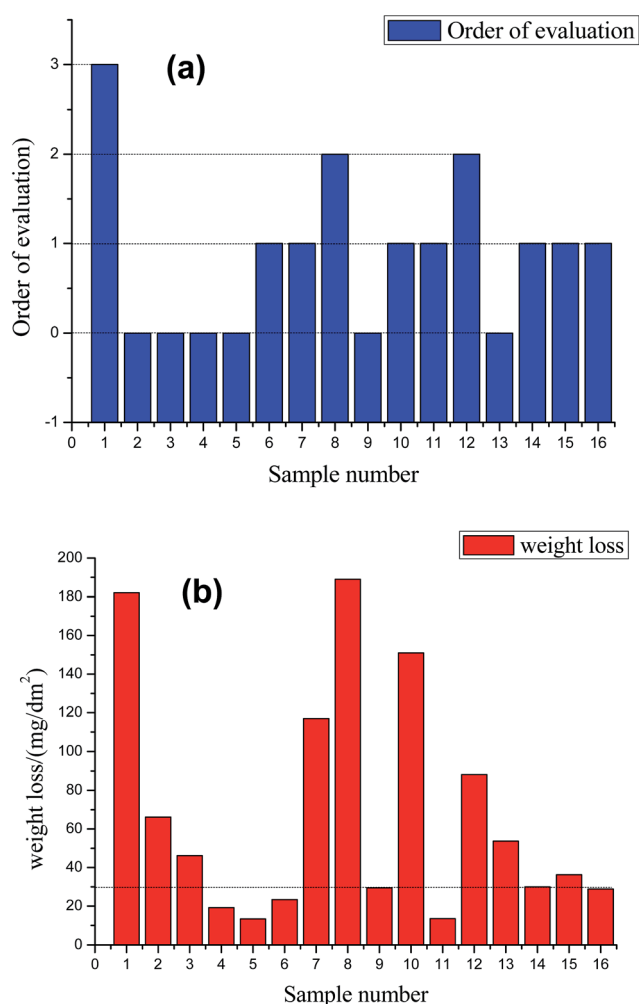 Order of evaluation
(a)
Order of evaluation)
3
2
1
0
-1
0 1 2 3 4 5 6 7 8 9 10 11 12 13 14 15 16
Sample number
weight loss
(b)
weight loss/(mg/dm²)
200
180
160
140
120
100
80
60
40
20
0
0 1 2 3 4 5 6 7 8 9 10 11 12 13 14 15 16
Sample number